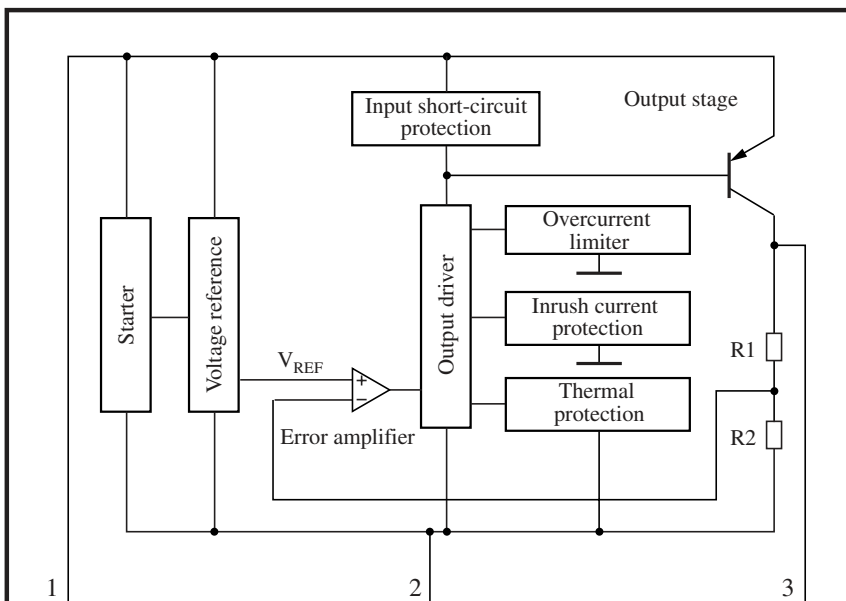 Input short-circuit
protection
Output stage
Starter
Voltage reference
Output driver
Overcurrent
limiter
Inrush current
protection
Thermal
protection
VREF
+
−
Error amplifier
R1
R2
1
2
3